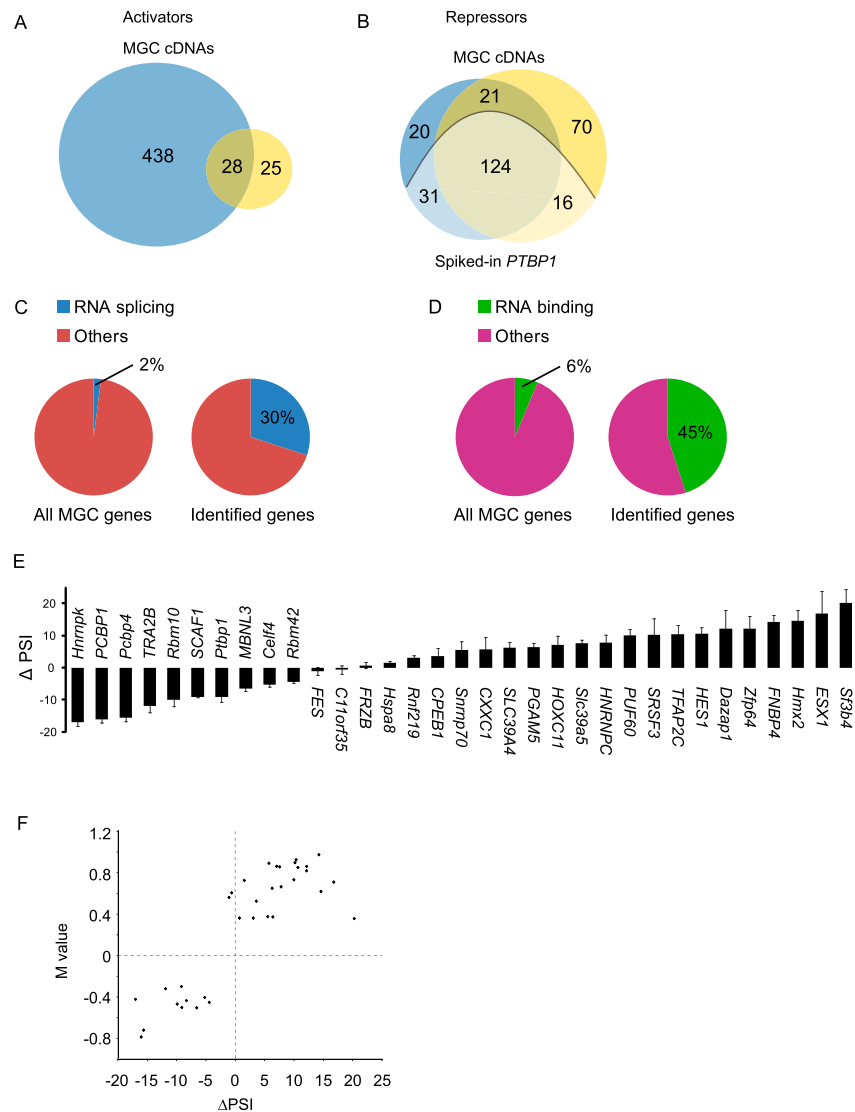 A
Activators
MGC cDNAs
438
28
25
B
Repressors
MGC cDNAs
20
21
70
124
31
16
Spiked-in PTBP1
C
RNA splicing
Others
2%
30%
All MGC genes
Identified genes
D
RNA binding
Others
6%
45%
All MGC genes
Identified genes
E
Δ PSI
20
10
0
-10
-20
Hnrnpk
PCBP1
Pcbp4
TRA2B
Rbm10
SCAF1
Ptbp1
MBNL3
Celf4
Rbm42
FES
C11orf35
FRZB
Hspa8
Rnf219
CPEB1
Snrnp70
CXXC1
SLC39A4
PGAM5
HOXC11
Slc39a5
HNRNPC
PUF60
SRSF3
TFAP2C
HES1
Dazap1
Zfp64
FNBP4
Hmx2
ESX1
Sf3b4
F
M value
1.2
0.8
0.4
0
-0.4
-0.8
-20 -15 -10 -5 0 5 10 15 20 25
ΔPSI